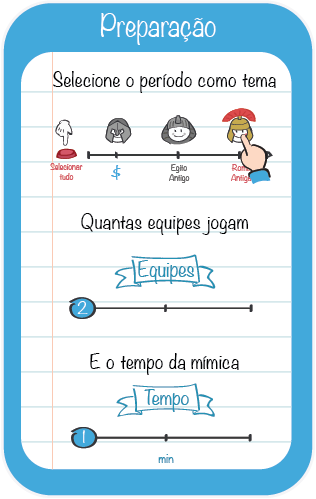 Preparação
Selecione o período como tema
Selecionar
tudo
$
Egito
Antigo
Roma
Antiga
Quantas equipes jogam
Equipes
2
E o tempo da mímica
Tempo
1
min